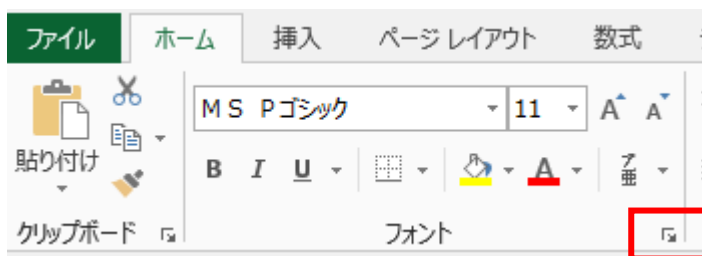 ファイル ホーム 挿入 ページ レイアウト 数式
ＭＳ Ｐゴシック 11 A A
貼り付け B I U A ア亜
クリップボード フォント